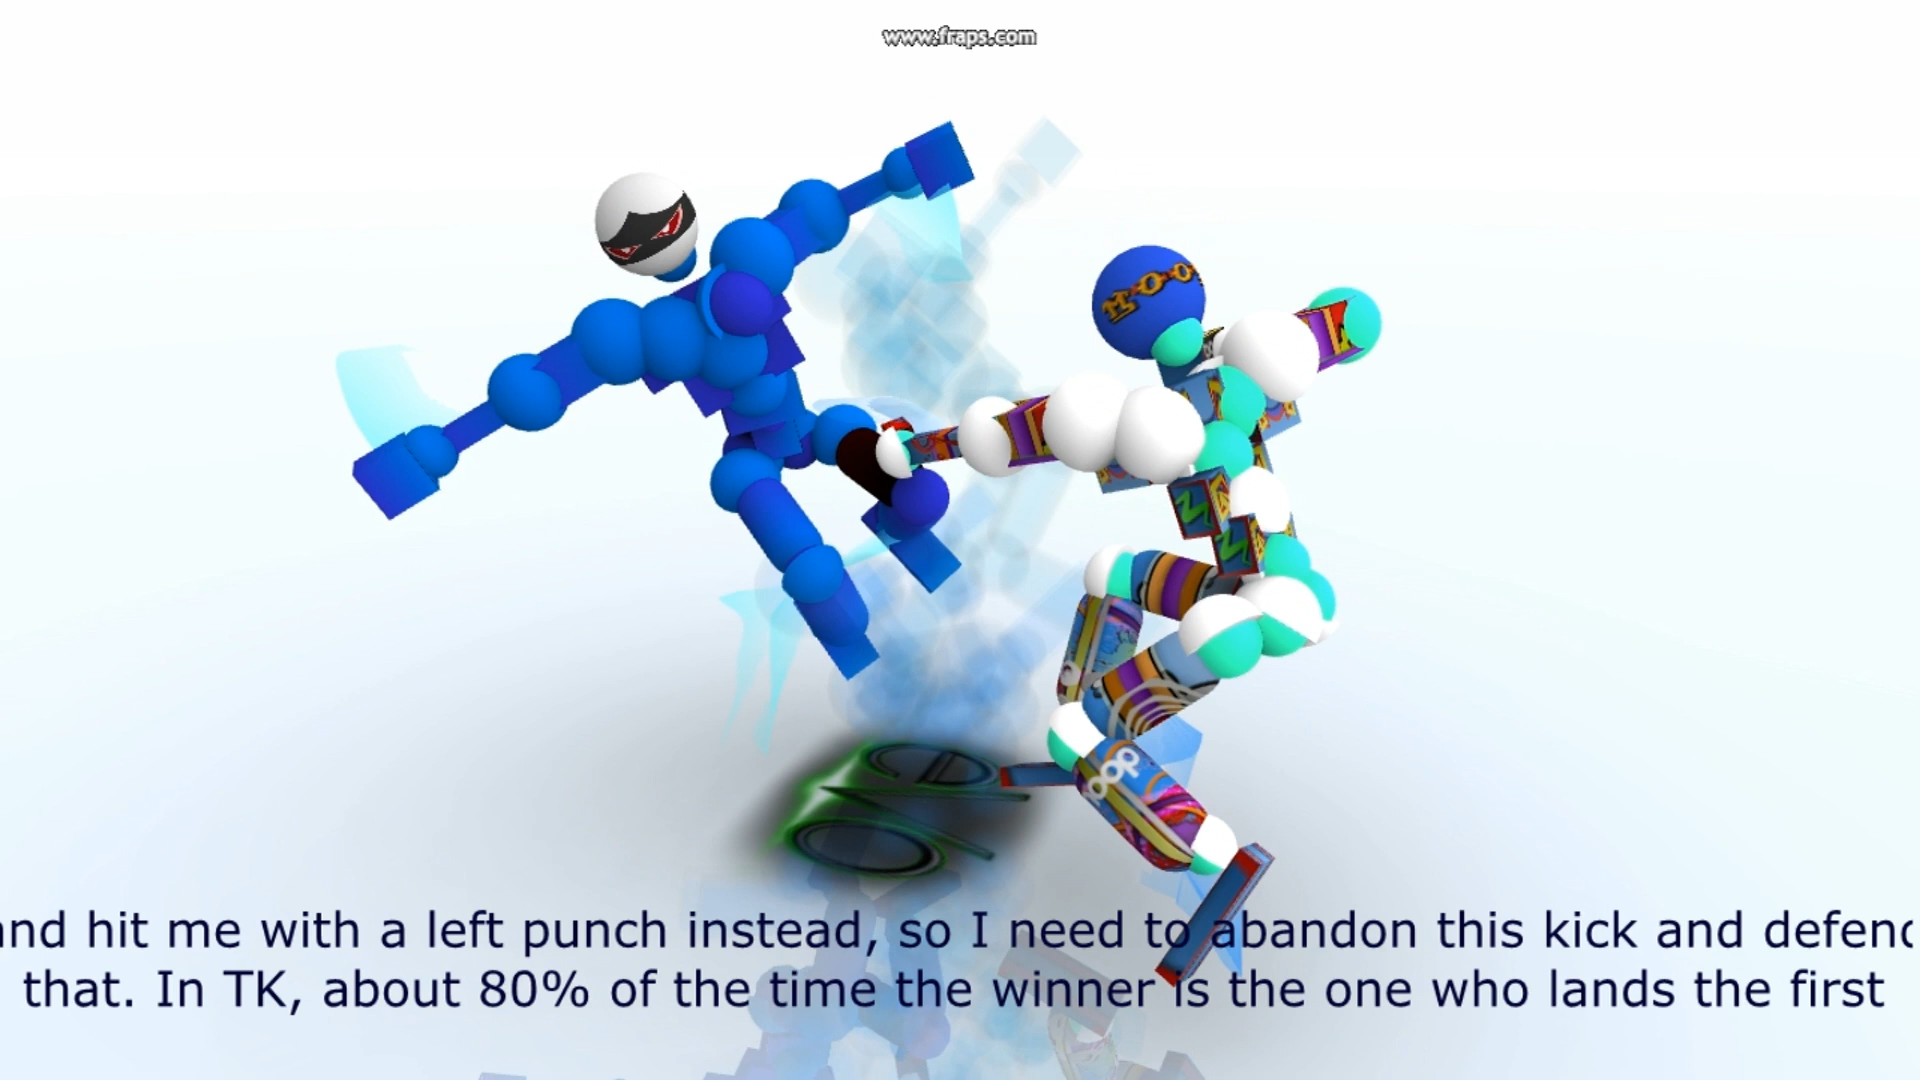 www.fraps.com
and hit me with a left punch instead, so I need to abandon this kick and defend
that. In TK, about 80% of the time the winner is the one who lands the first